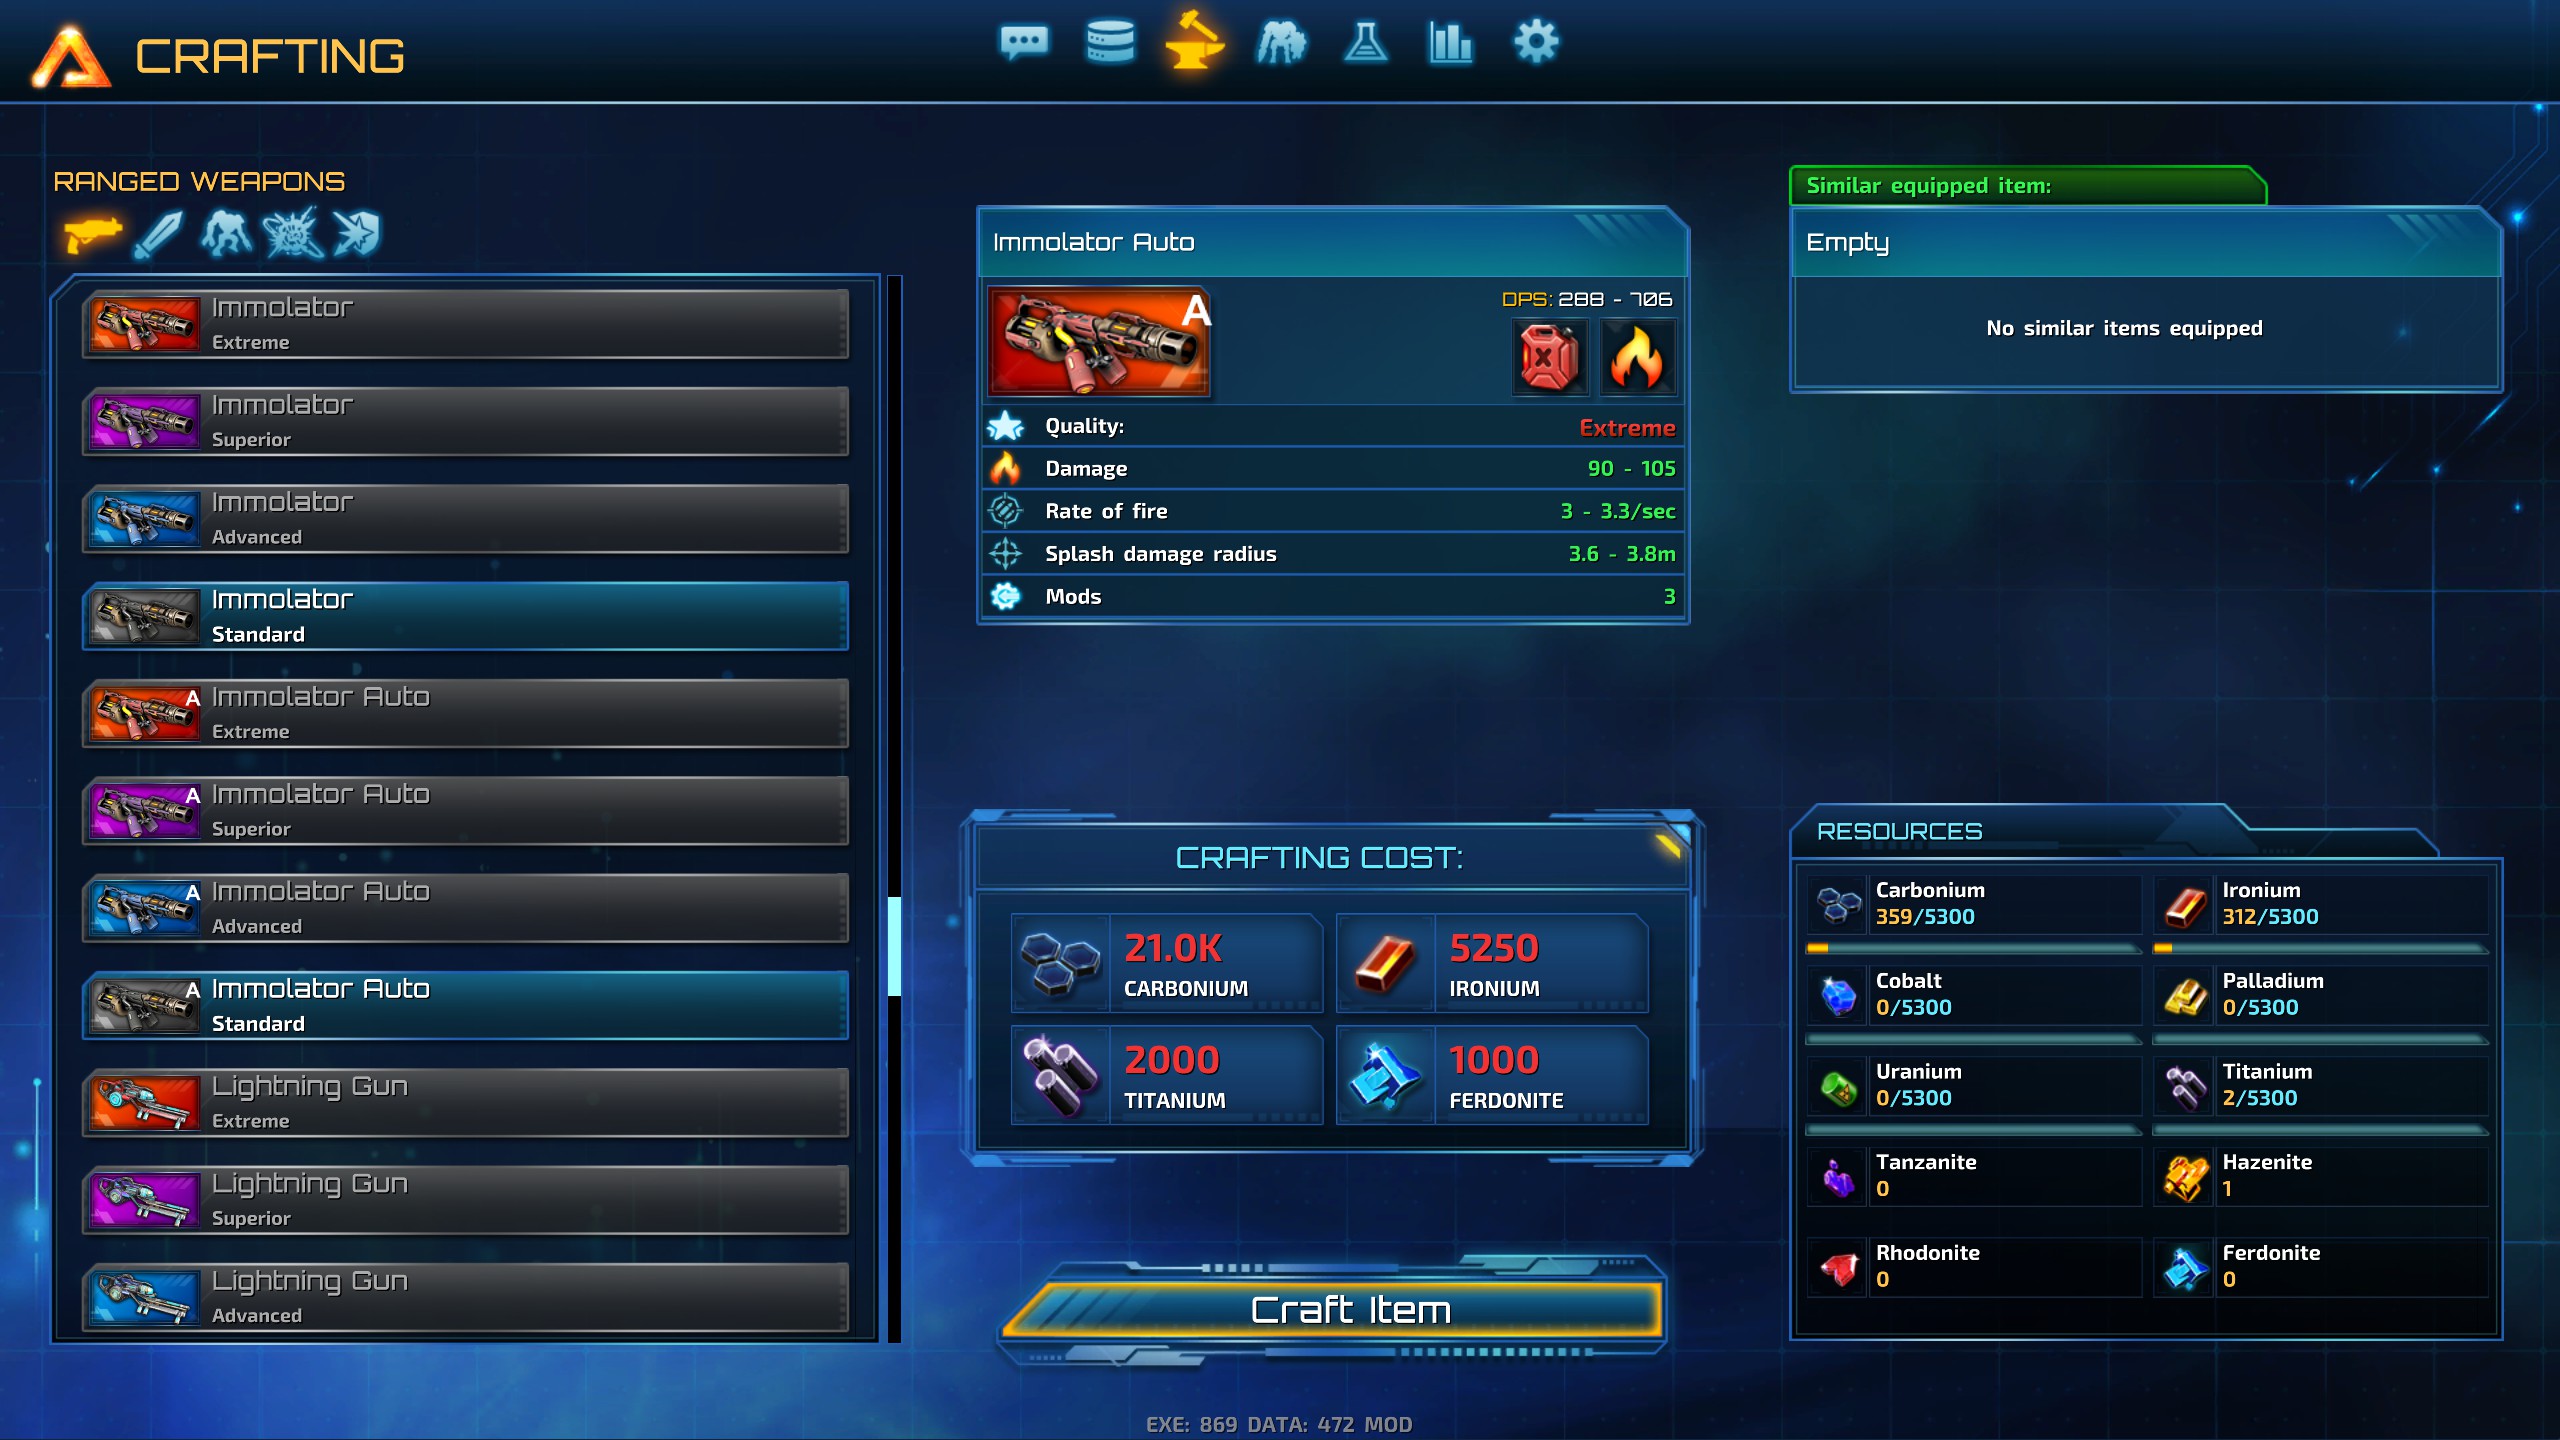 CRAFTING
RANGED WEAPONS
Immolator
Extreme
Immolator
Superior
Immolator
Advanced
Immolator
Standard
A
Immolator Auto
Extreme
A
Immolator Auto
Superior
A
Immolator Auto
Advanced
A
Immolator Auto
Standard
Lightning Gun
Extreme
Lightning Gun
Superior
Lightning Gun
Advanced
Immolator Auto
A
DPS: 288 - 706
Quality: Extreme
Damage 90 - 105
Rate of fire 3 - 3.3/sec
Splash damage radius 3.6 - 3.8m
Mods 3
CRAFTING COST:
21.0K
CARBONIUM
5250
IRONIUM
2000
TITANIUM
1000
FERDONITE
Craft Item
Similar equipped item:
Empty
No similar items equipped
RESOURCES
Carbonium
359/5300
Ironium
312/5300
Cobalt
0/5300
Palladium
0/5300
Uranium
0/5300
Titanium
2/5300
Tanzanite
0
Hazenite
1
Rhodonite
0
Ferdonite
0
EXE: 869 DATA: 472 MOD